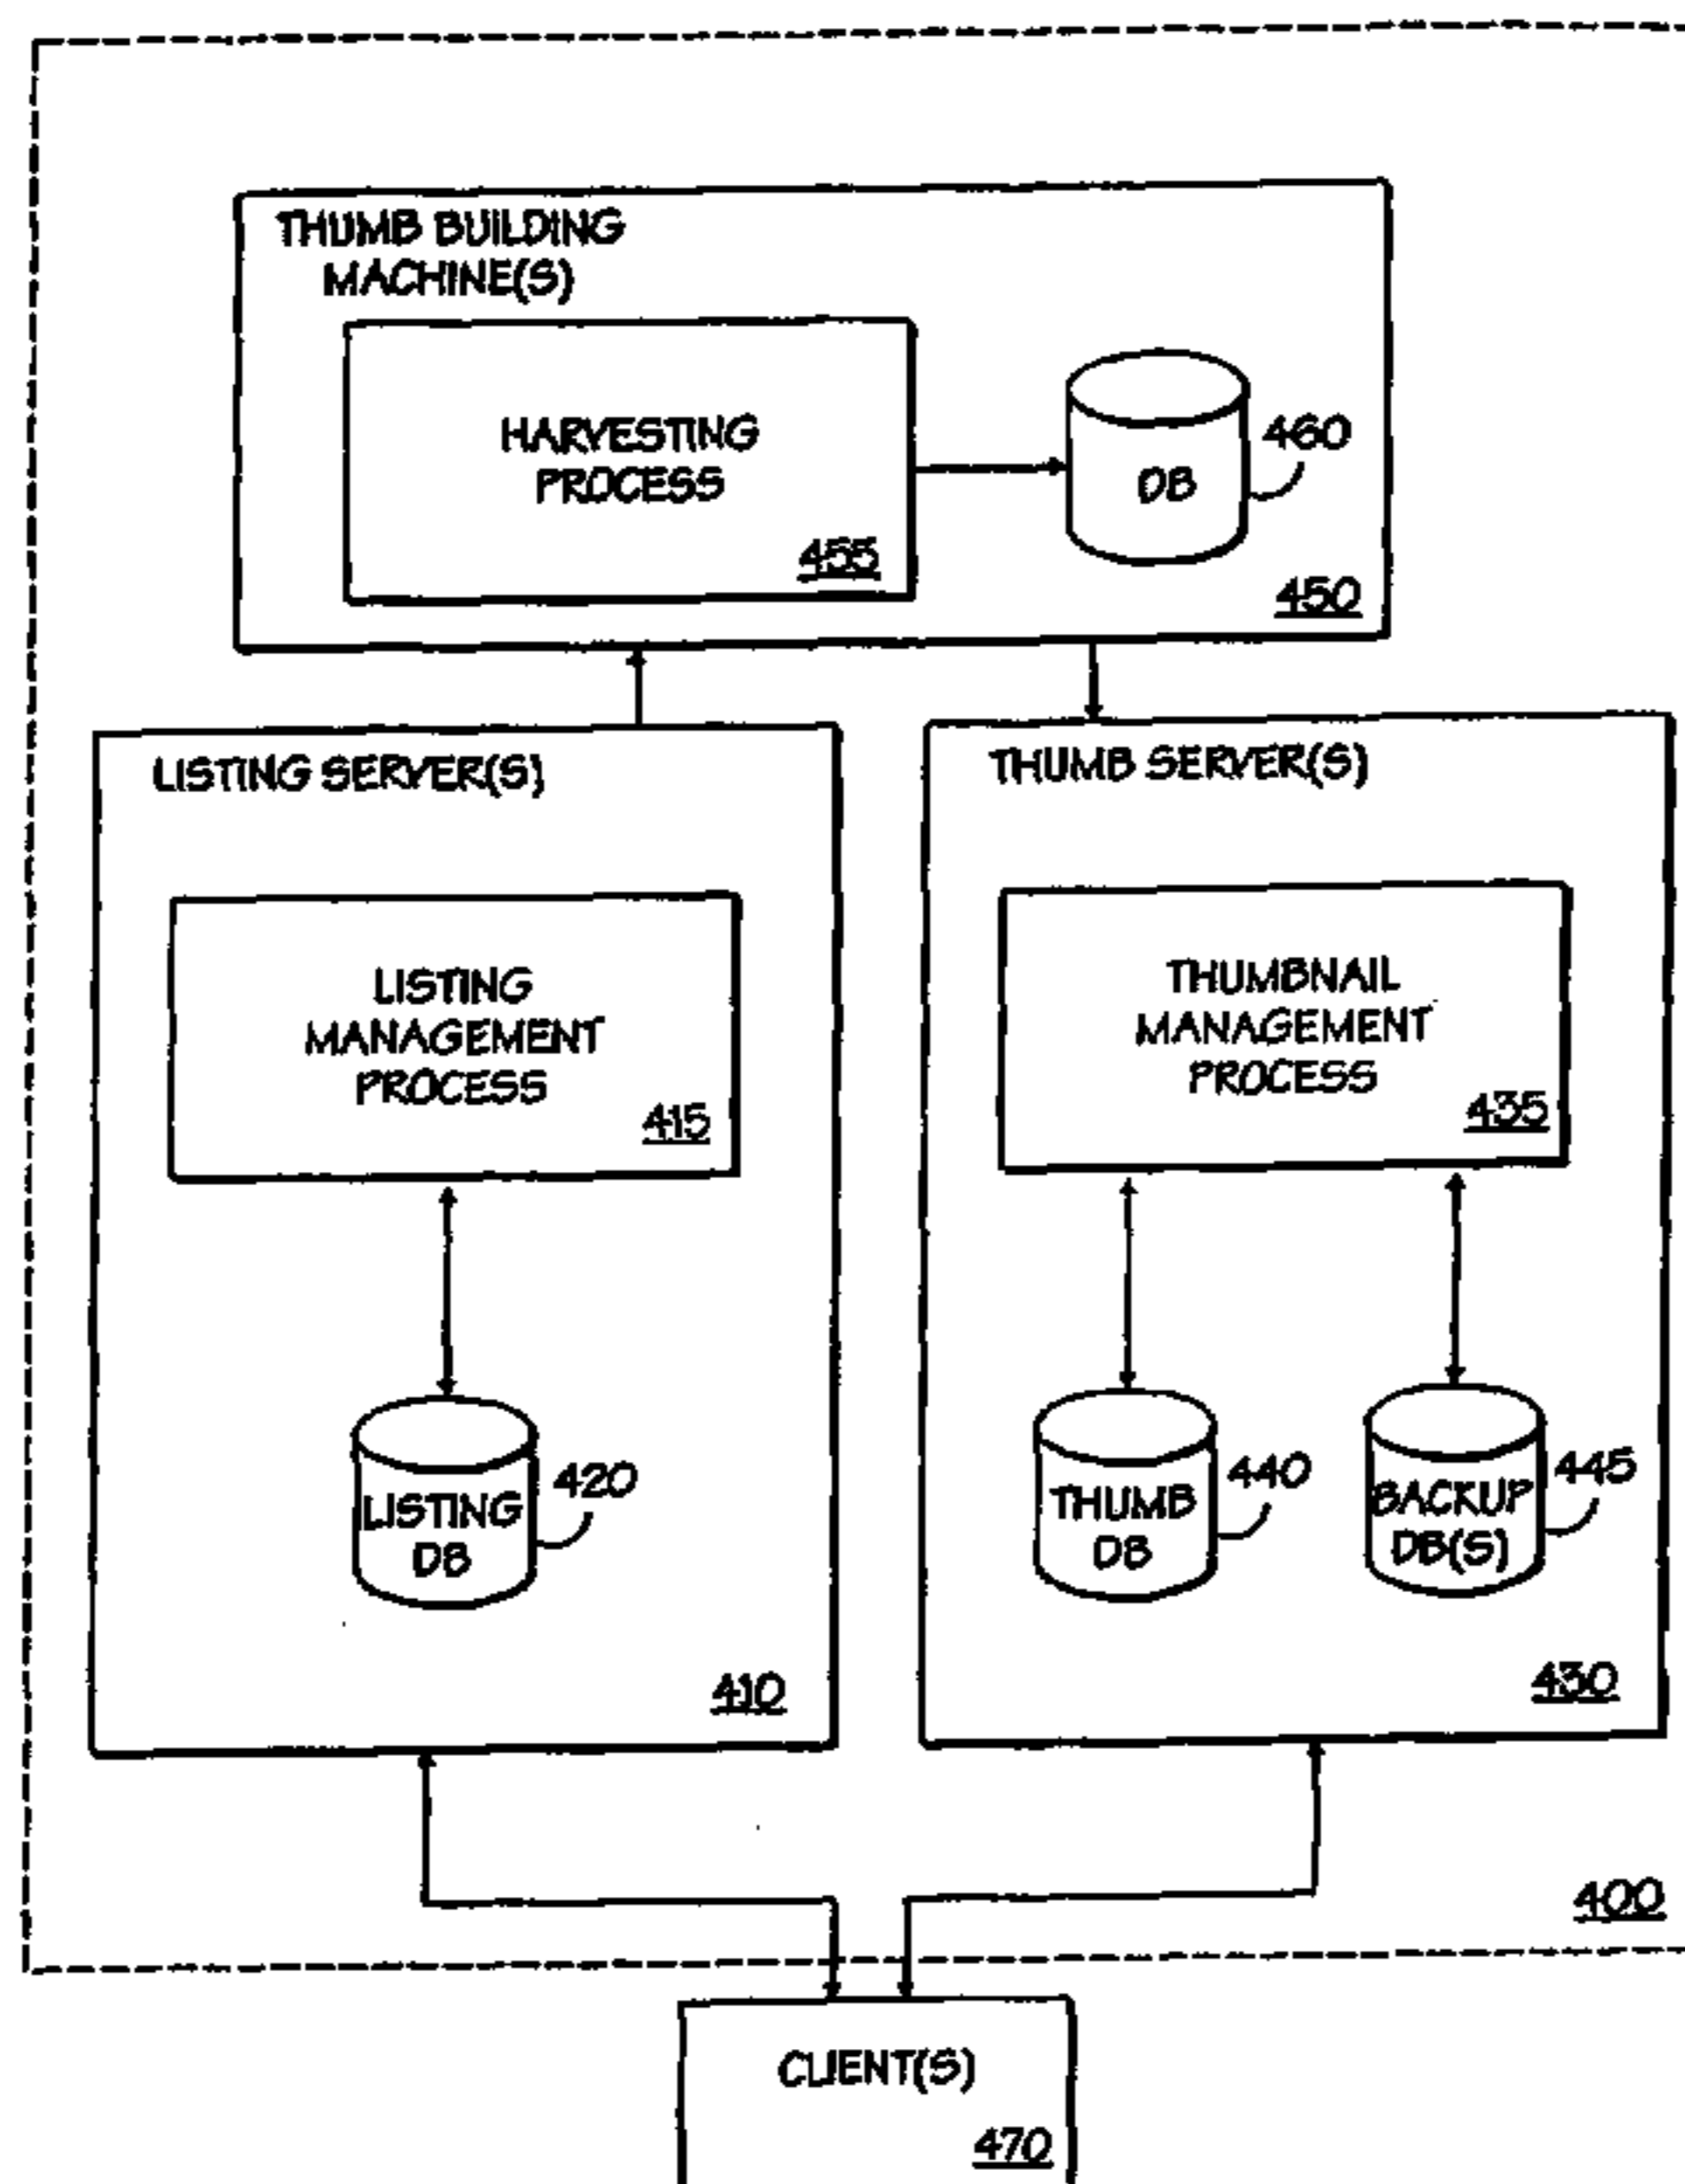 THUMB BUILDING
MACHINE(S)
HARVESTING
PROCESS
455
DB
460
450
LISTING SERVER(S)
LISTING
MANAGEMENT
PROCESS
415
LISTING
DB
420
410
THUMB SERVER(S)
THUMBNAIL
MANAGEMENT
PROCESS
435
THUMB
DB
440
BACKUP
DB(S)
445
430
400
CLIENT(S)
470